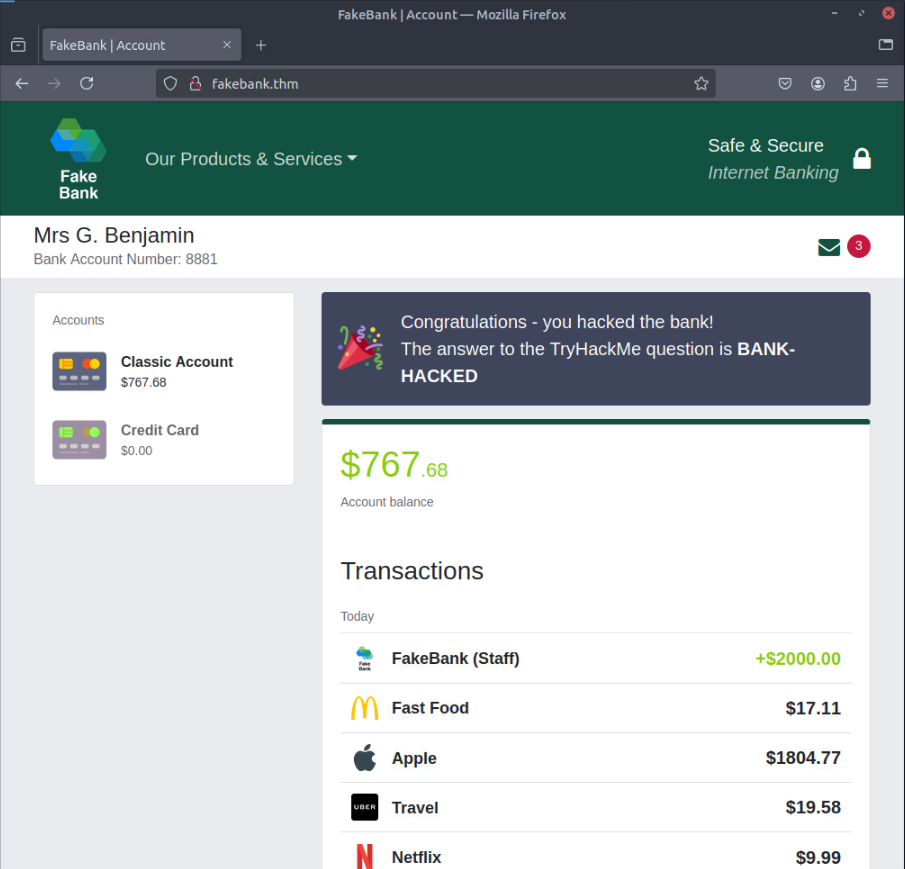 FakeBank | Account — Mozilla Firefox
FakeBank | Account
fakebank.thm
Fake
Bank
Our Products & Services
Safe & Secure
Internet Banking
Mrs G. Benjamin
Bank Account Number: 8881
3
Accounts
Classic Account
$767.68
Credit Card
$0.00
Congratulations - you hacked the bank!
The answer to the TryHackMe question is BANK-
HACKED
$767.68
Account balance
Transactions
Today
Fake
Bank
FakeBank (Staff) +$2000.00
Fast Food $17.11
Apple $1804.77
UBER
Travel $19.58
Netflix $9.99